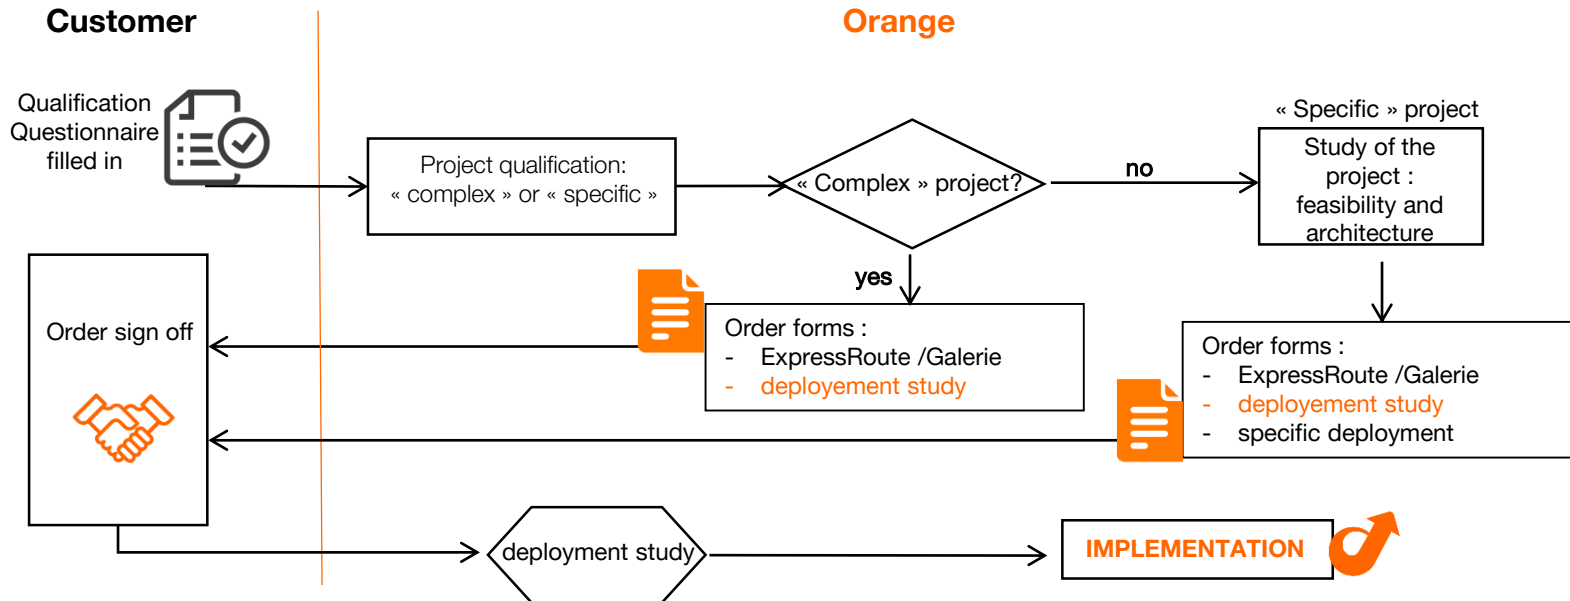 Customer
Orange
Qualification
Questionnaire
filled in
Project qualification:
« complex » or « specific »
« Complex » project?
no
« Specific » project
Study of the
project :
feasibility and
architecture
yes
Order sign off
Order forms :
- ExpressRoute /Galerie
- deployement study
Order forms :
- ExpressRoute /Galerie
- deployement study
- specific deployment
deployment study
IMPLEMENTATION